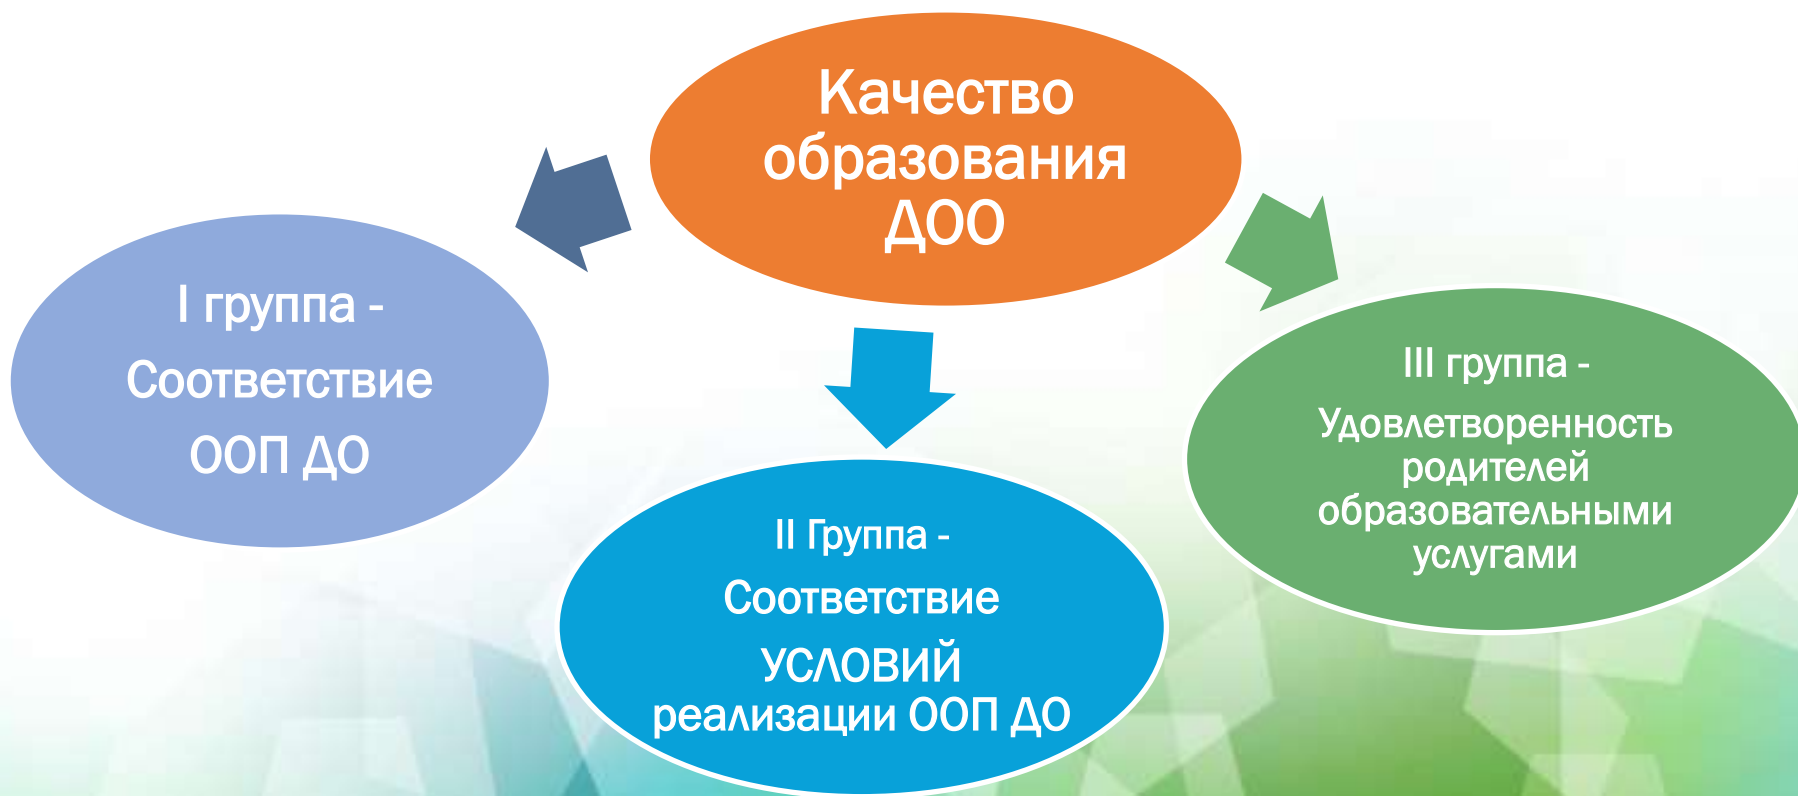 Качество
образования
ДОО
I группа -
Соответствие
ООП ДО
II Группа -
Соответствие
УСЛОВИЙ
реализации ООП ДО
III группа -
Удовлетворенность
родителей
образовательными
услугами